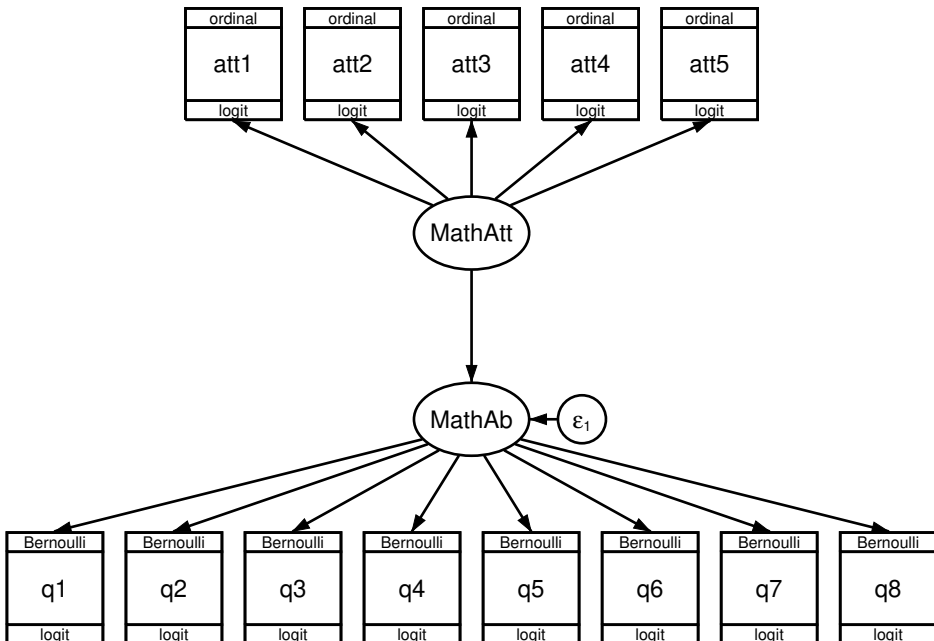 ordinal ordinal ordinal ordinal ordinal
att1 att2 att3 att4 att5
logit logit logit logit logit
MathAtt
MathAb ε₁
Bernoulli Bernoulli Bernoulli Bernoulli Bernoulli Bernoulli Bernoulli Bernoulli
q1 q2 q3 q4 q5 q6 q7 q8
logit logit logit logit logit logit logit logit